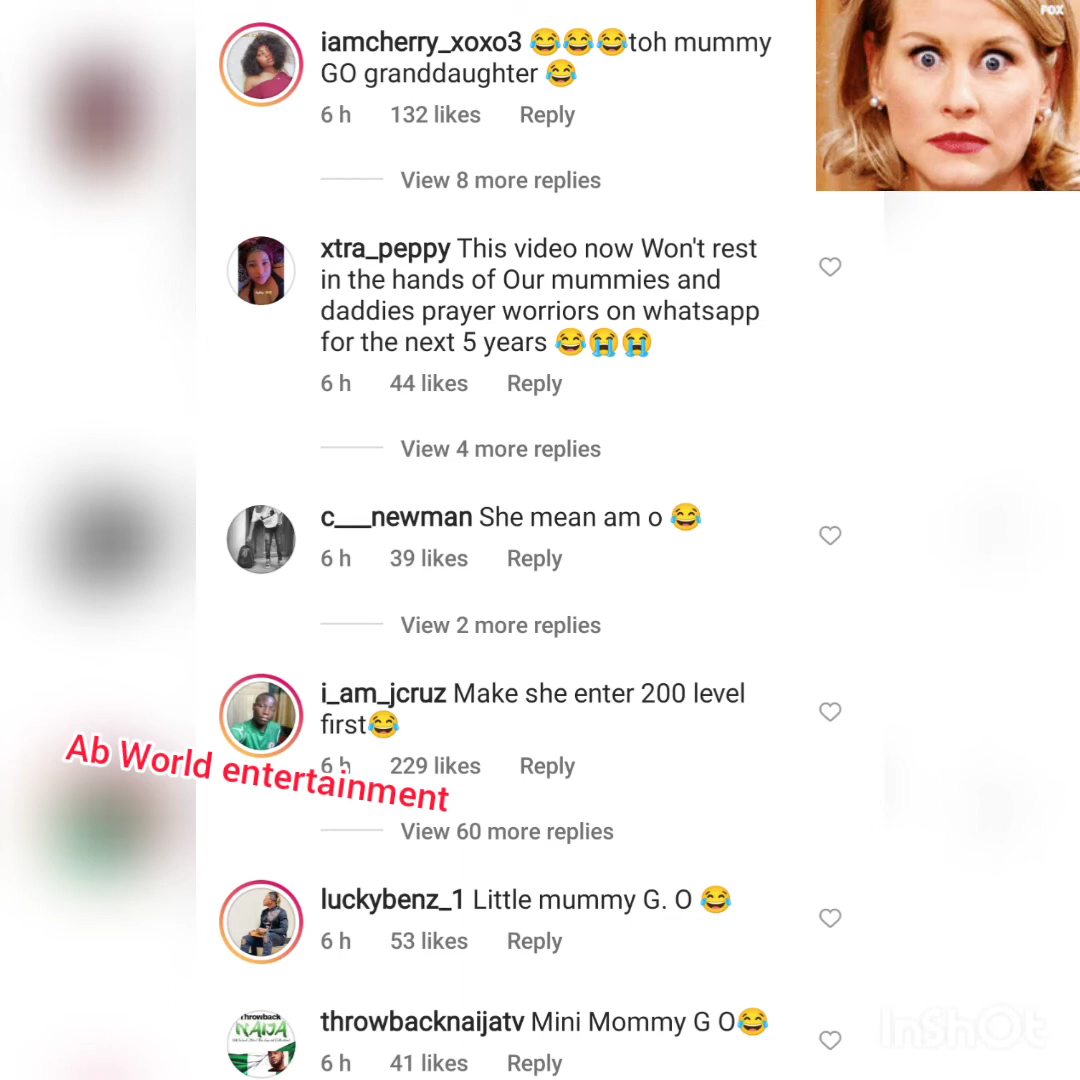 FOX
iamcherry_xoxo3 😂😂😂toh mummy
GO granddaughter 😂
6 h 132 likes Reply
View 8 more replies
xtra_peppy This video now Won't rest
in the hands of Our mummies and
daddies prayer worriors on whatsapp
for the next 5 years 😂😭😭
6 h 44 likes Reply
View 4 more replies
c___newman She mean am o 😂
6 h 39 likes Reply
View 2 more replies
i_am_jcruz Make she enter 200 level
first😂
6 h 229 likes Reply
Ab World entertainment
View 60 more replies
luckybenz_1 Little mummy G. O 😂
6 h 53 likes Reply
Throwback
NAIJA
throwbacknaijatv Mini Mommy G O😂
6 h 41 likes Reply
InShOt